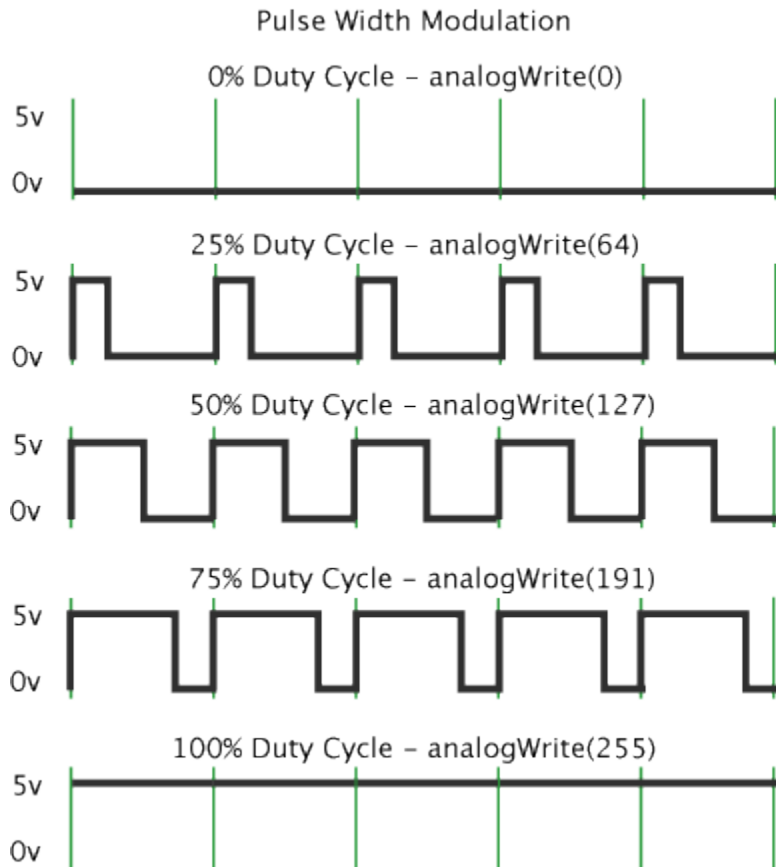 Pulse Width Modulation
0% Duty Cycle – analogWrite(0)
5v
0v
25% Duty Cycle – analogWrite(64)
5v
0v
50% Duty Cycle – analogWrite(127)
5v
0v
75% Duty Cycle – analogWrite(191)
5v
0v
100% Duty Cycle – analogWrite(255)
5v
0v